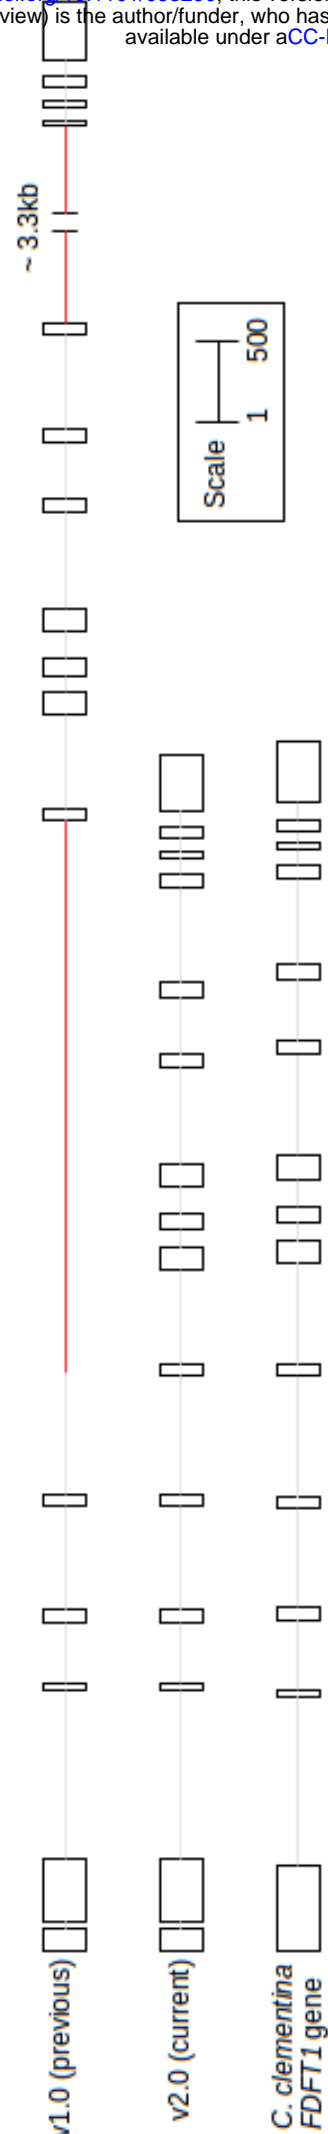 view) is the author/funder, who has
available under aCC-
~ 3.3kb
Scale
1 500
v1.0 (previous)
v2.0 (current)
C. clementina
FDFT1 gene